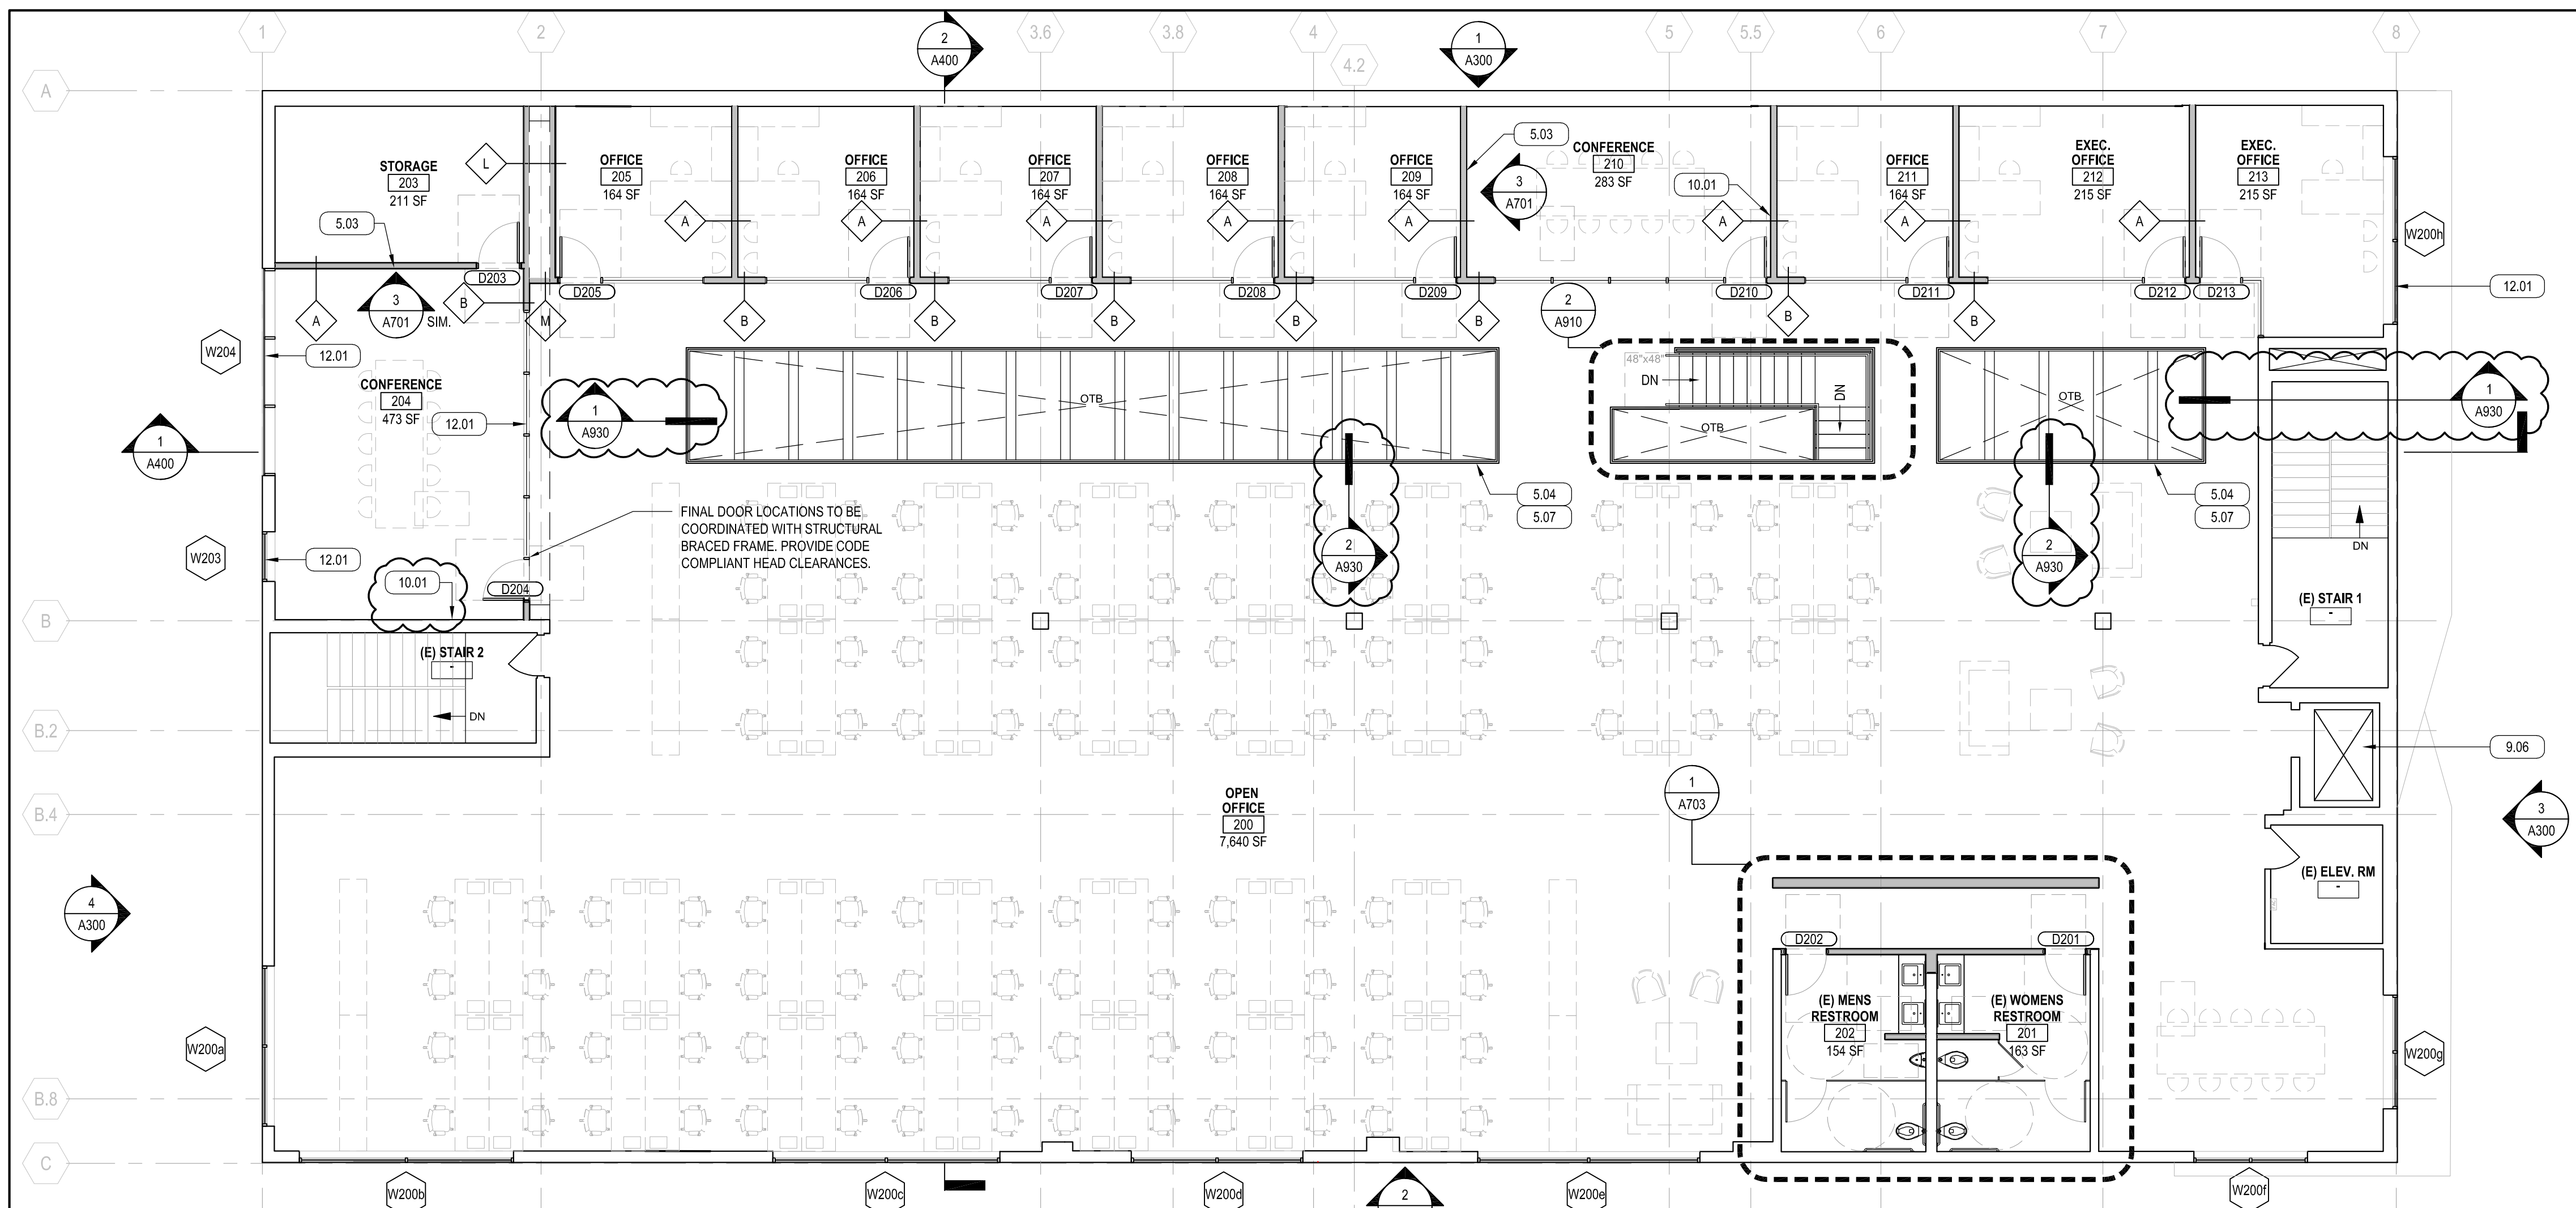 1
2
3.6
3.8
4
4.2
5
5.5
6
7
8
2
A400
1
A300
A
STORAGE
203
211 SF
L
OFFICE
205
164 SF
OFFICE
206
164 SF
OFFICE
207
164 SF
OFFICE
208
164 SF
OFFICE
209
164 SF
5.03
CONFERENCE
210
283 SF
3
A701
10.01
OFFICE
211
164 SF
EXEC.
OFFICE
212
215 SF
EXEC.
OFFICE
213
215 SF
5.03
A
A
A
A
A
A
A
A
W200h
D203
D205
D206
D207
D208
D209
D210
D211
D212
D213
12.01
A
3
A701
SIM.
B
M
B
B
B
B
B
2
A910
B
B
W204
12.01
CONFERENCE
204
473 SF
12.01
1
A400
1
A930
OTB
48"x48"
DN
DN
OTB
OTB
1
A930
5.04
5.07
5.04
5.07
FINAL DOOR LOCATIONS TO BE
COORDINATED WITH STRUCTURAL
BRACED FRAME. PROVIDE CODE
COMPLIANT HEAD CLEARANCES.
2
A930
2
A930
DN
W203
12.01
10.01
D204
(E) STAIR 1
-
B
(E) STAIR 2
-
DN
B.2
9.06
B.4
OPEN
OFFICE
200
7,640 SF
1
A703
3
A300
4
A300
(E) ELEV. RM
-
D202
D201
(E) MENS
RESTROOM
202
154 SF
(E) WOMENS
RESTROOM
201
163 SF
W200a
W200g
B.8
C
W200b
W200c
W200d
2
W200e
W200f